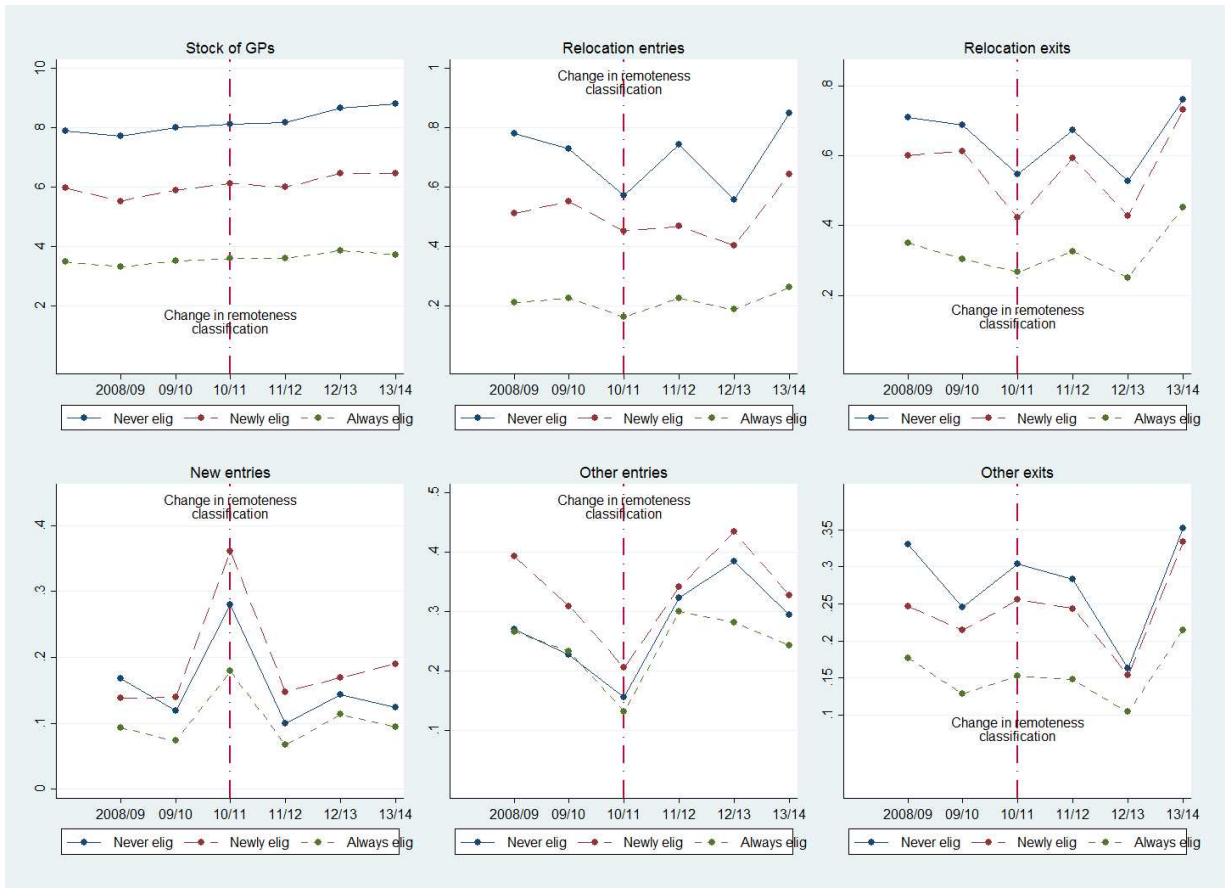 Stock of GPs
10
8
6
4
2
Change in remoteness
classification
2008/09 09/10 10/11 11/12 12/13 13/14
Never elig Newly elig Always elig
Relocation entries
1
.8
.6
.4
.2
Change in remoteness
classification
2008/09 09/10 10/11 11/12 12/13 13/14
Never elig Newly elig Always elig
Relocation exits
.8
.6
.4
.2
Change in remoteness
classification
2008/09 09/10 10/11 11/12 12/13 13/14
Never elig Newly elig Always elig
New entries
.4
.3
.2
.1
0
Change in remoteness
classification
2008/09 09/10 10/11 11/12 12/13 13/14
Never elig Newly elig Always elig
Other entries
.5
.4
.3
.2
.1
Change in remoteness
classification
2008/09 09/10 10/11 11/12 12/13 13/14
Never elig Newly elig Always elig
Other exits
.35
.3
.25
.2
.15
.1
Change in remoteness
classification
2008/09 09/10 10/11 11/12 12/13 13/14
Never elig Newly elig Always elig